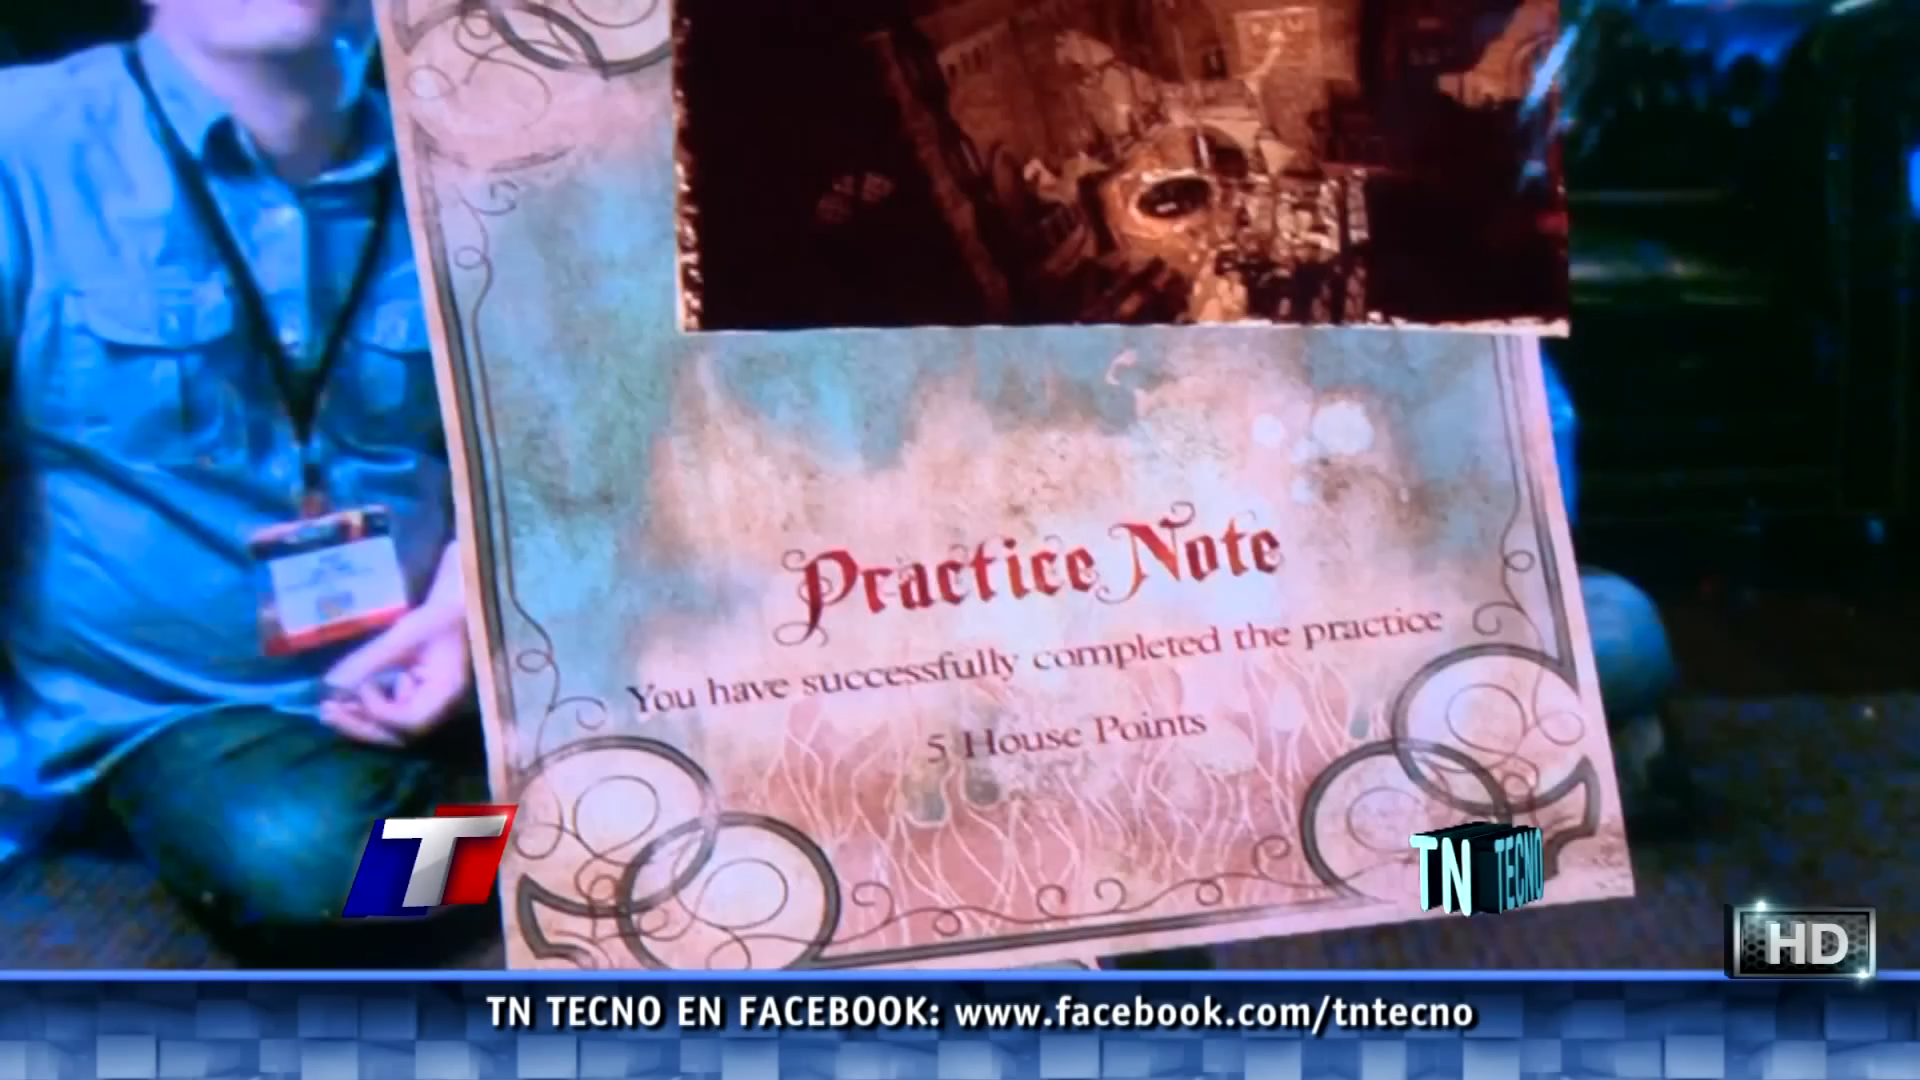 Practice Note
You have successfully completed the practice
5 House Points
T
TN TECNO
HD
TN TECNO EN FACEBOOK: www.facebook.com/tntecno